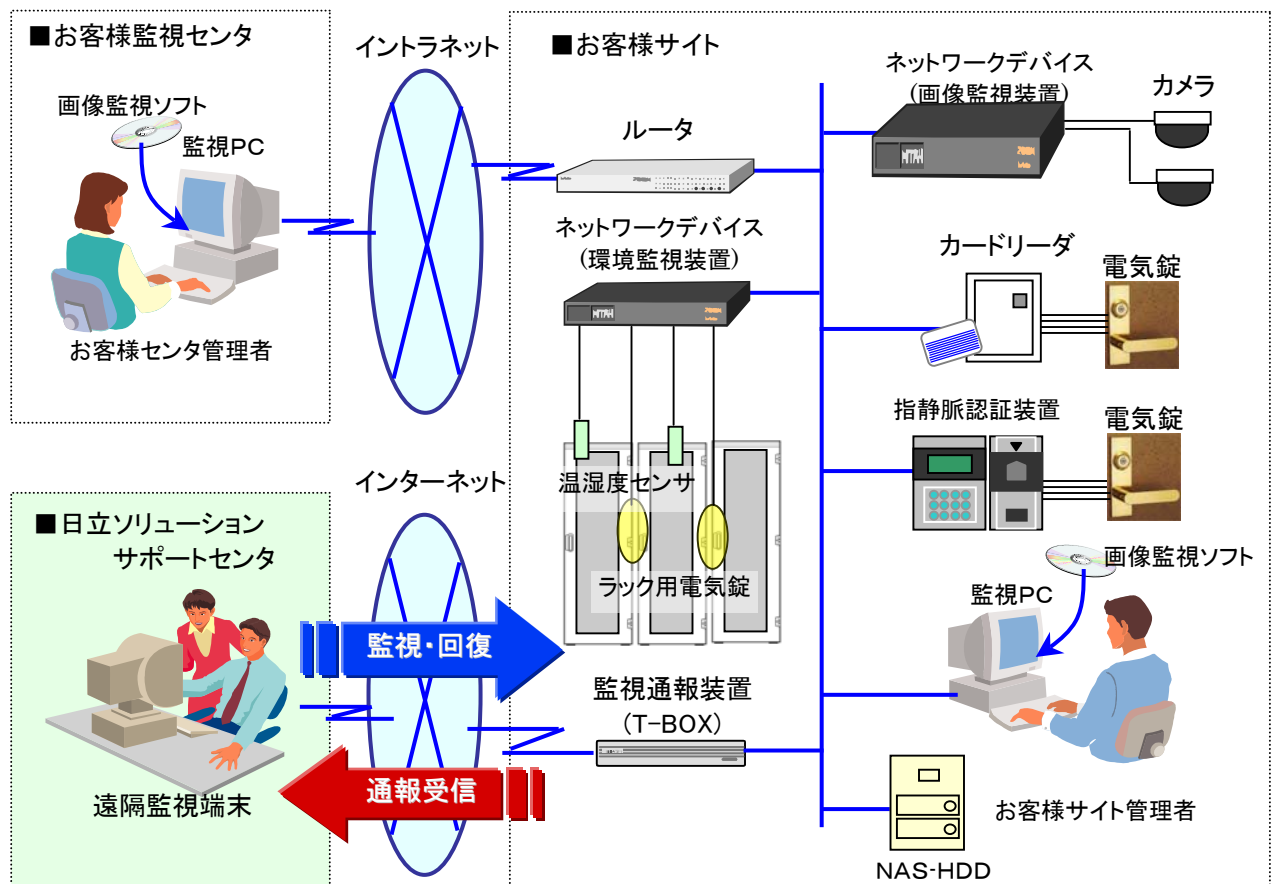 ■お客様監視センタ
画像監視ソフト
監視PC
お客様センタ管理者
イントラネット
■お客様サイト
ルータ
ネットワークデバイス
(環境監視装置)
温湿度センサ
ラック用電気錠
監視通報装置
(T-BOX)
ネットワークデバイス
(画像監視装置)
カメラ
カードリーダ
電気錠
指静脈認証装置
電気錠
画像監視ソフト
監視PC
お客様サイト管理者
NAS-HDD
インターネット
■日立ソリューション
サポートセンタ
監視・回復
通報受信
遠隔監視端末